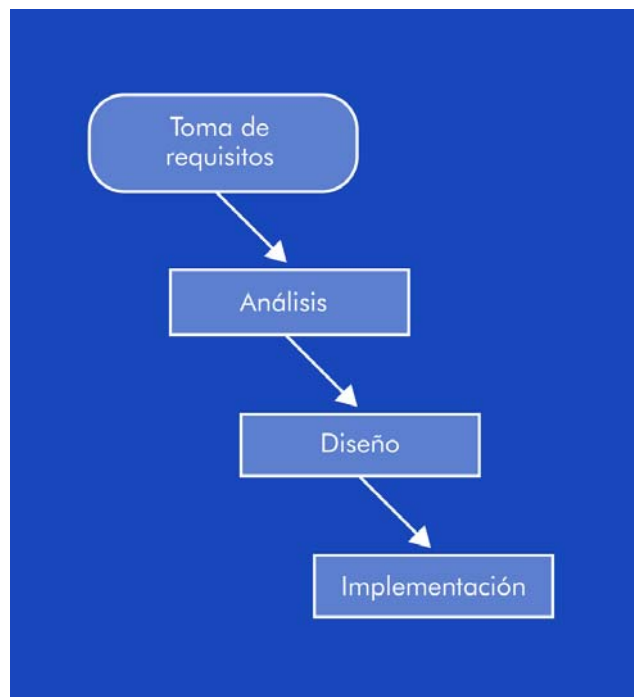 Toma de
requisitos
Análisis
Diseño
Implementación